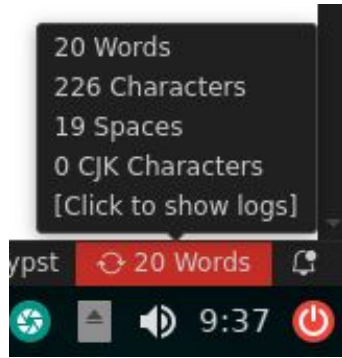 20 Words
226 Characters
19 Spaces
0 CJK Characters
[Click to show logs]
ypst 20 Words
9:37